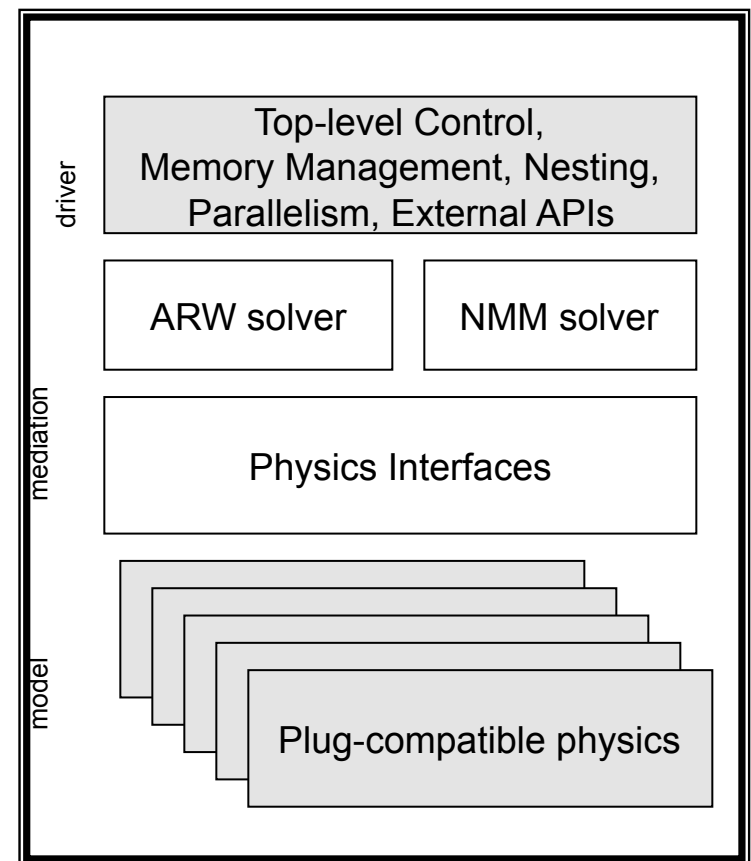 driver
Top-level Control,
Memory Management, Nesting,
Parallelism, External APIs
ARW solver
NMM solver
mediation
Physics Interfaces
model
Plug-compatible physics